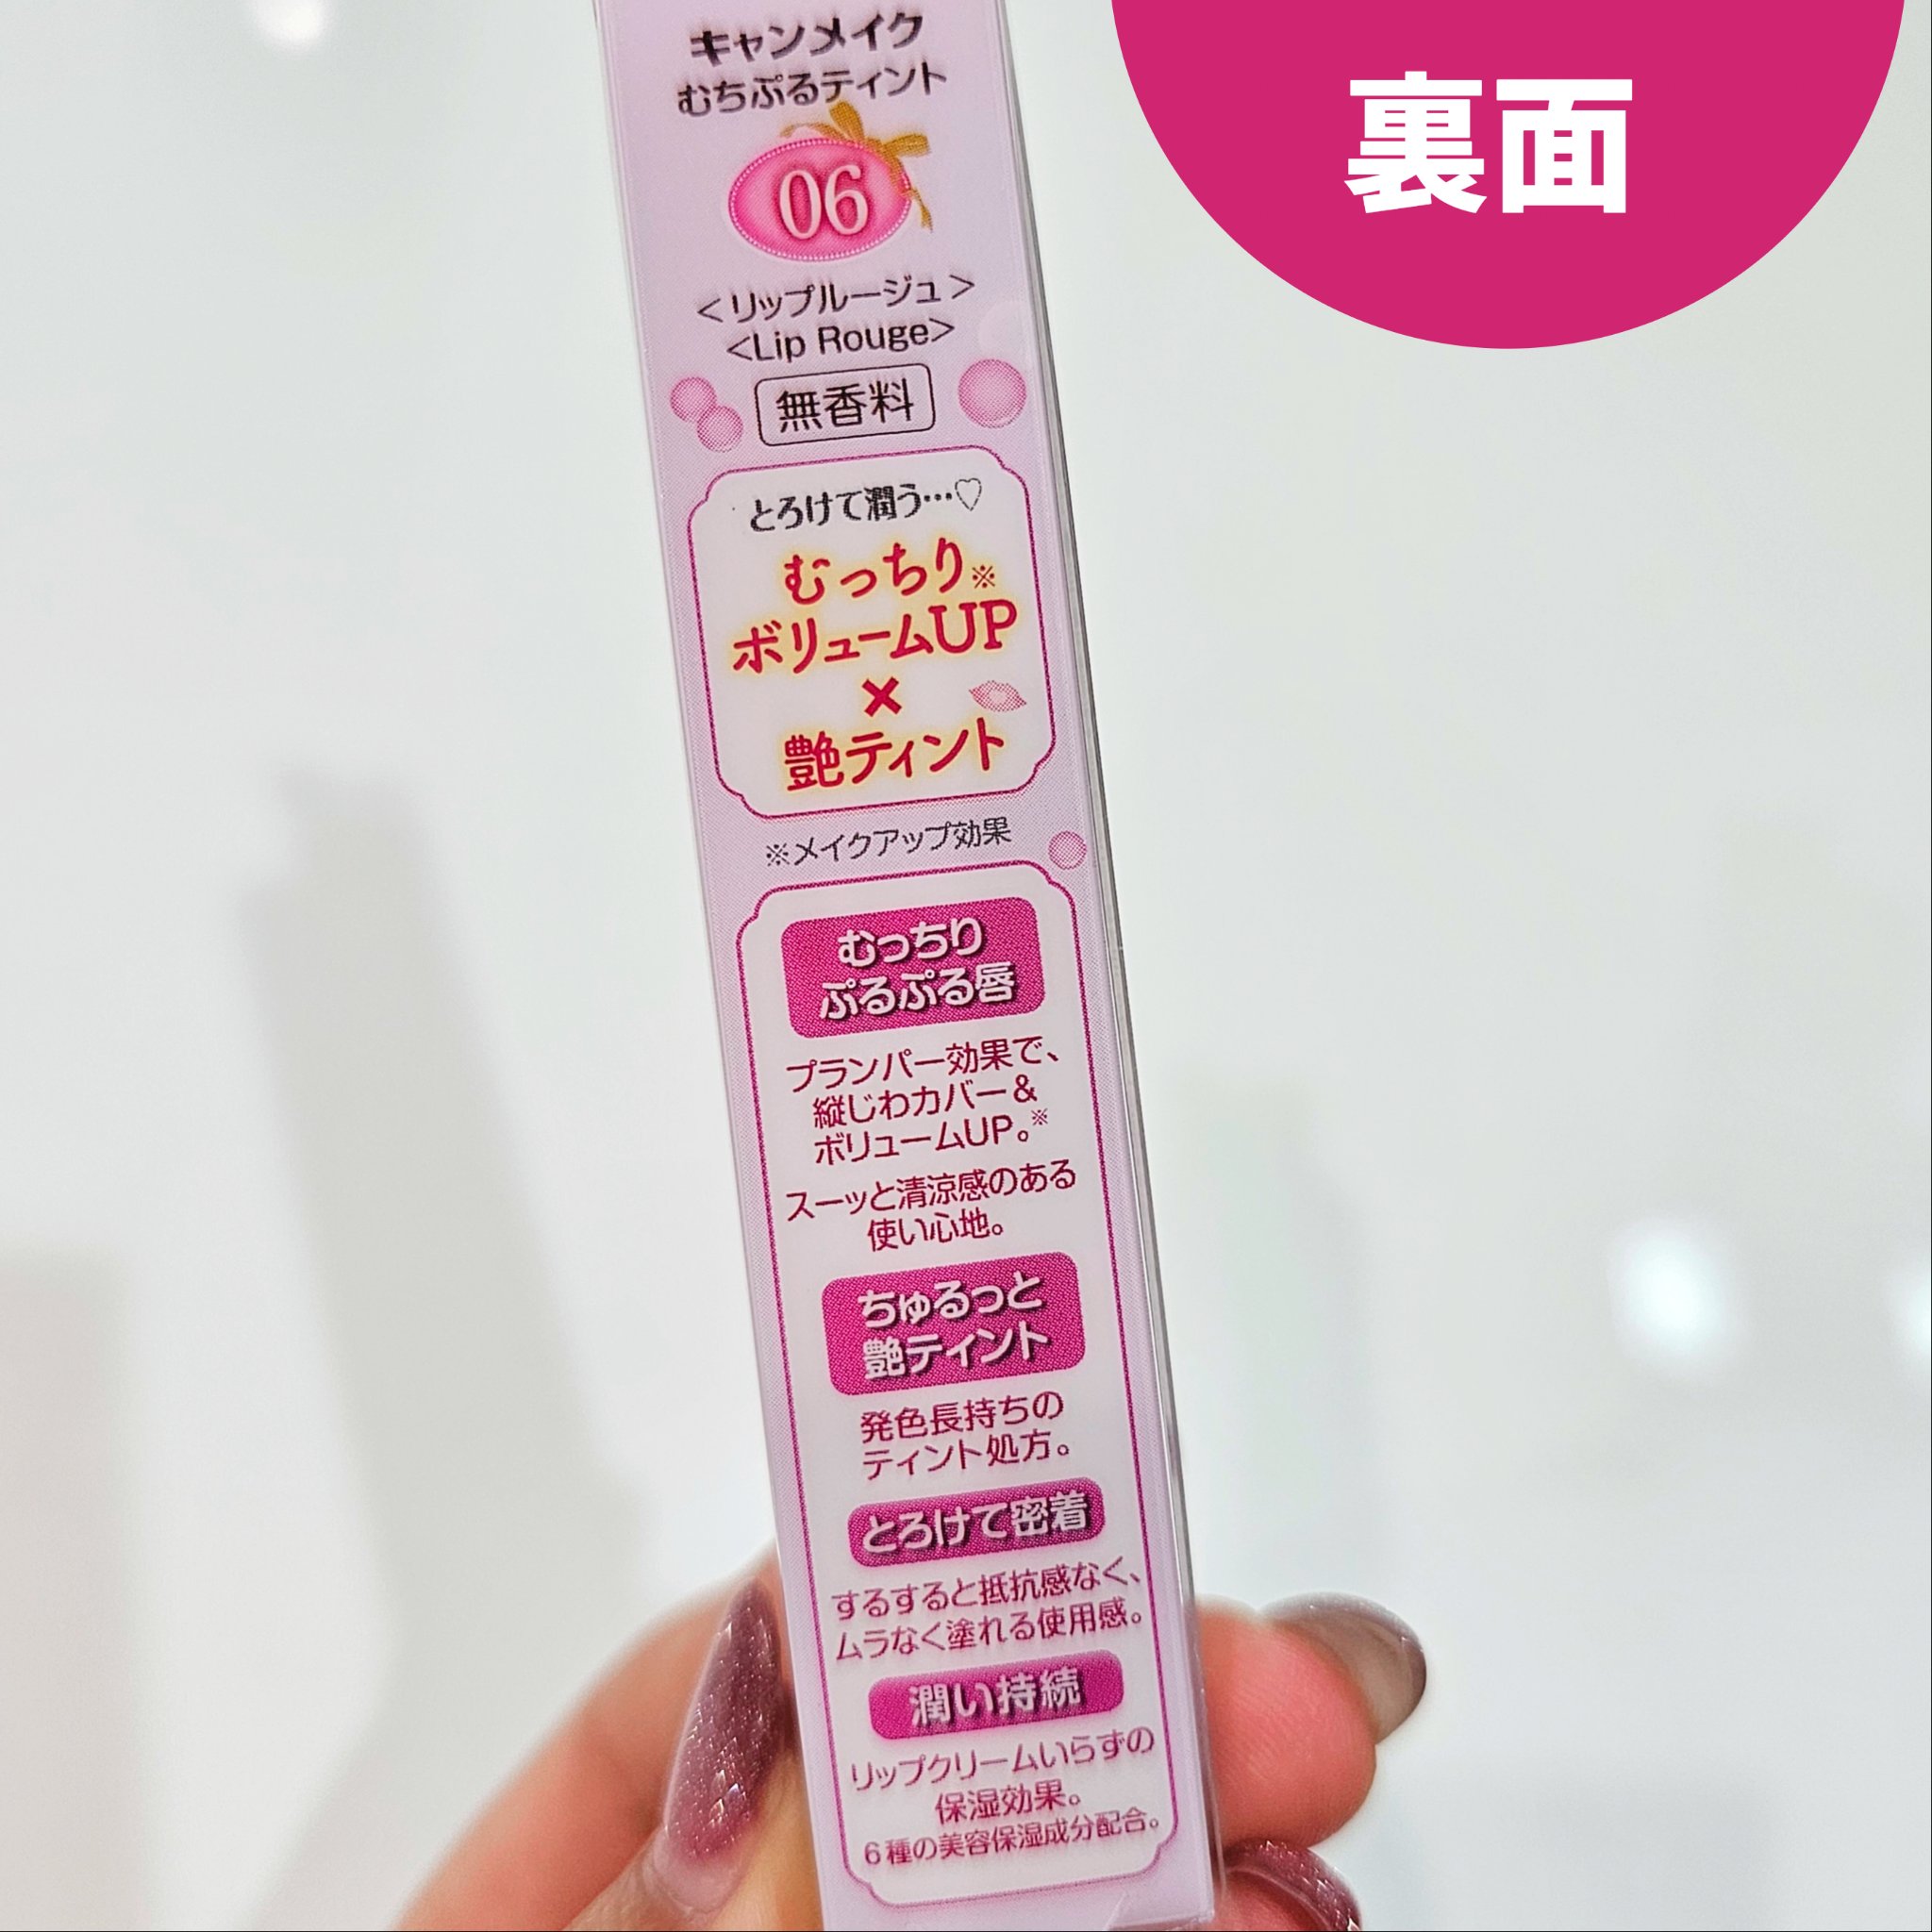 裏面
キャンメイク
むちぷるティント
06
＜リップルージュ＞
<Lip Rouge>
無香料
とろけて潤う…♡
むっちり※
ボリュームUP
×
艶ティント
※メイクアップ効果
むっちり
ぷるぷる唇
プランパー効果で、
縦じわカバー＆
ボリュームUP。※
スーッと清涼感のある
使い心地。
ちゅるっと
艶ティント
発色長持ちの
ティント処方。
とろけて密着
するすると抵抗感なく、
ムラなく塗れる使用感。
潤い持続
リップクリームいらずの
保湿効果。
6種の美容保湿成分配合。